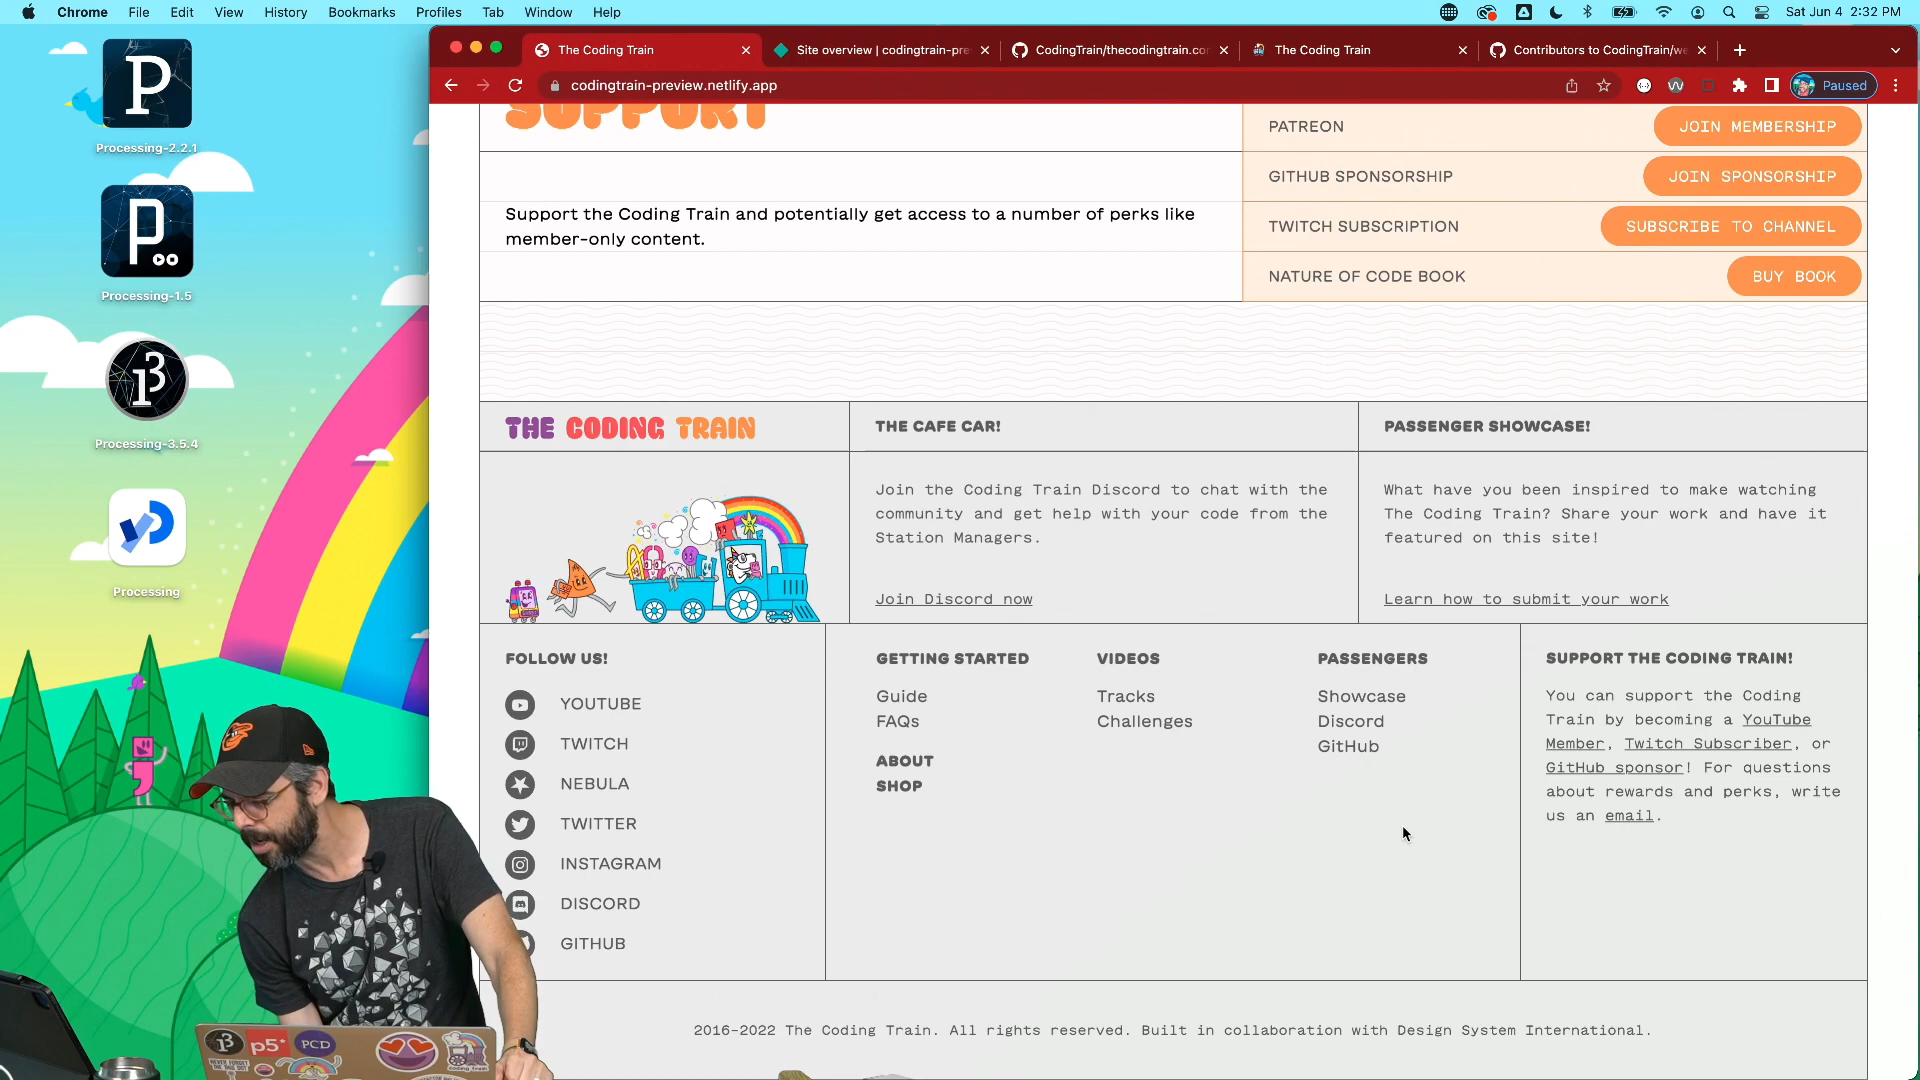 Chrome File Edit View History Bookmarks Profiles Tab Window Help
Sat Jun 4 2:32 PM
The Coding Train
Site overview | codingtrain-pre
CodingTrain/thecodingtrain.co
The Coding Train
Contributors to CodingTrain/we
codingtrain-preview.netlify.app
Paused
P
Processing-2.2.1
P
Processing-1.5
Processing-3.5.4
Processing
SUPPORT
Support the Coding Train and potentially get access to a number of perks like
member-only content.
PATREON JOIN MEMBERSHIP
GITHUB SPONSORSHIP JOIN SPONSORSHIP
TWITCH SUBSCRIPTION SUBSCRIBE TO CHANNEL
NATURE OF CODE BOOK BUY BOOK
THE CODING TRAIN
THE CAFE CAR!
Join the Coding Train Discord to chat with the
community and get help with your code from the
Station Managers.
Join Discord now
PASSENGER SHOWCASE!
What have you been inspired to make watching
The Coding Train? Share your work and have it
featured on this site!
Learn how to submit your work
FOLLOW US!
YOUTUBE
TWITCH
NEBULA
TWITTER
INSTAGRAM
DISCORD
GITHUB
GETTING STARTED
Guide
FAQs
ABOUT
SHOP
VIDEOS
Tracks
Challenges
PASSENGERS
Showcase
Discord
GitHub
SUPPORT THE CODING TRAIN!
You can support the Coding
Train by becoming a YouTube
Member, Twitch Subscriber, or
GitHub sponsor! For questions
about rewards and perks, write
us an email.
2016-2022 The Coding Train. All rights reserved. Built in collaboration with Design System International.
p5*
PCD